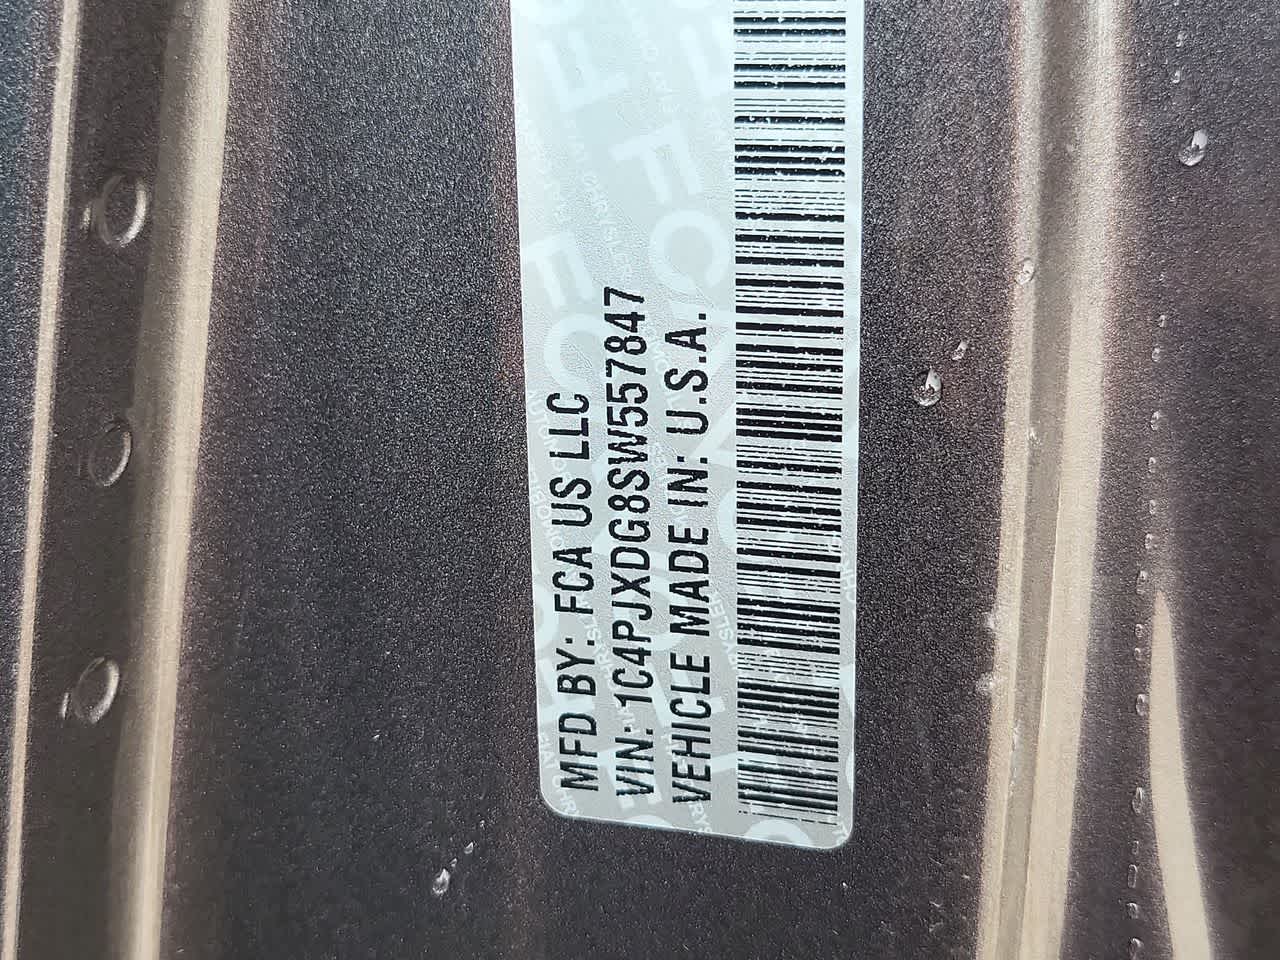 MFD BY: FCA US LLC
VIN: 1C4PJXDG8SW557847
VEHICLE MADE IN: U.S.A.